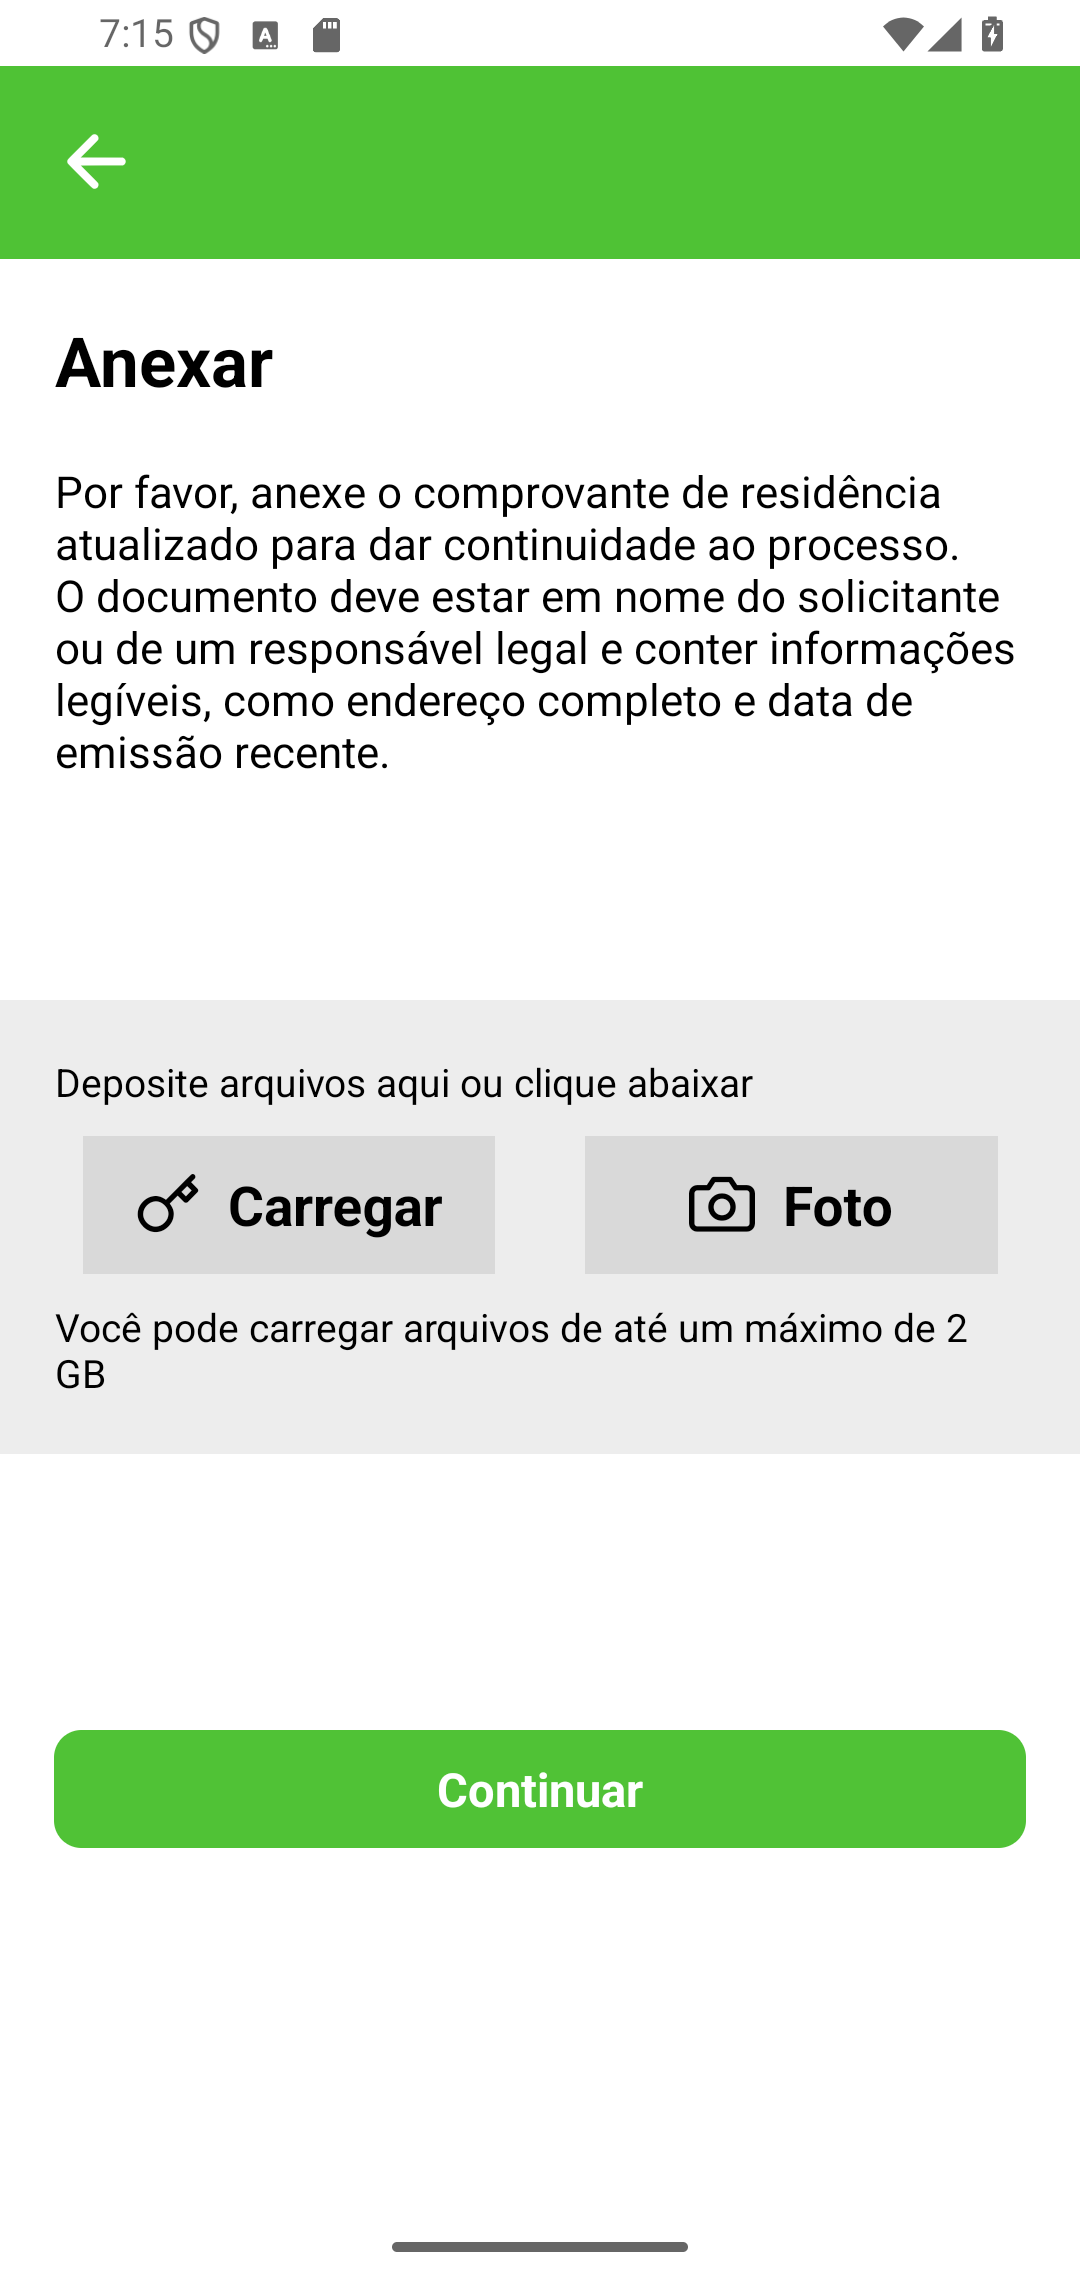 7:15
Anexar
Por favor, anexe o comprovante de residência
atualizado para dar continuidade ao processo.
O documento deve estar em nome do solicitante
ou de um responsável legal e conter informações
legíveis, como endereço completo e data de
emissão recente.
Deposite arquivos aqui ou clique abaixar
Carregar
Foto
Você pode carregar arquivos de até um máximo de 2
GB
Continuar